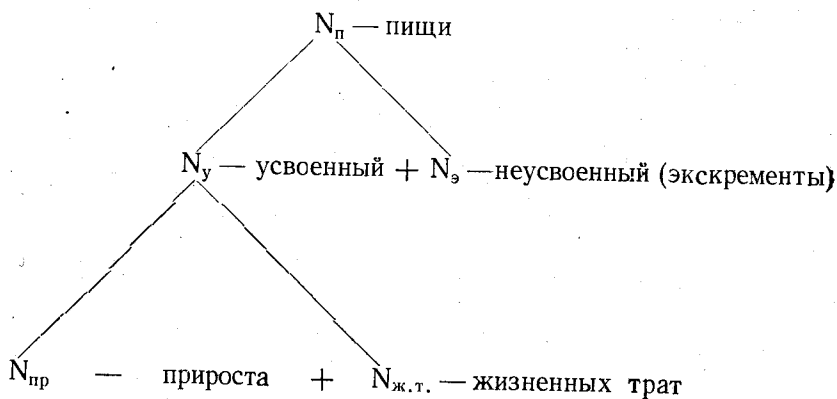 Nп — пищи
Nу — усвоенный + Nэ — неусвоенный (экскременты)
Nпр — прироста + Nж.т. — жизненных трат